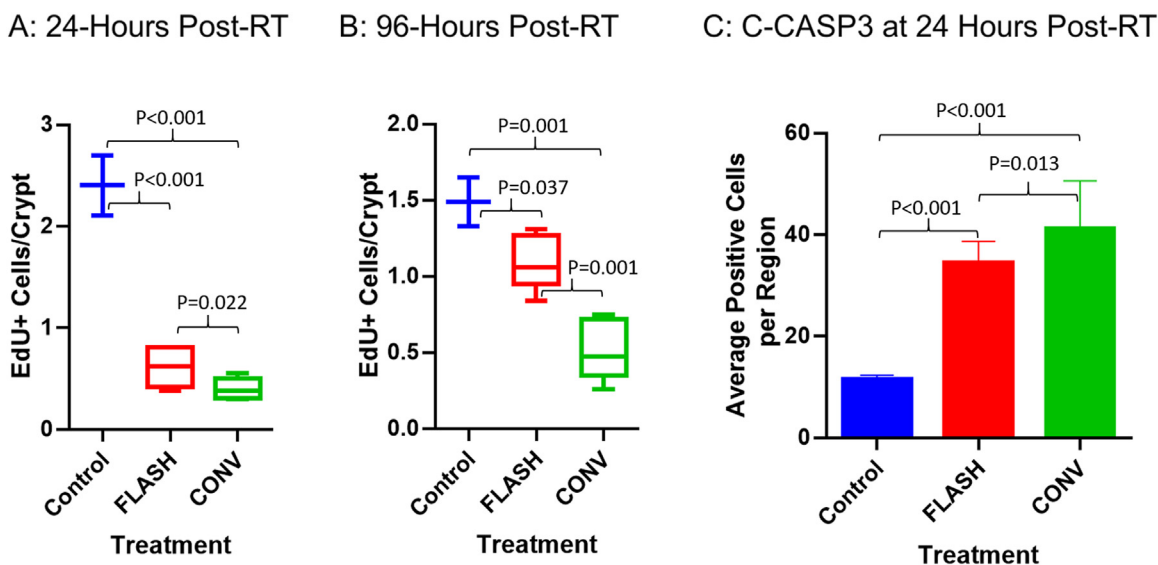 A: 24-Hours Post-RT
B: 96-Hours Post-RT
C: C-CASP3 at 24 Hours Post-RT
EdU+ Cells/Crypt
3
2
1
0
P<0.001
P<0.001
P=0.022
Control
FLASH
CONV
Treatment
EdU+ Cells/Crypt
2.0
1.5
1.0
0.5
0.0
P=0.001
P=0.037
P=0.001
Control
FLASH
CONV
Treatment
Average Positive Cells
per Region
60
40
20
0
P<0.001
P=0.013
P<0.001
Control
FLASH
CONV
Treatment